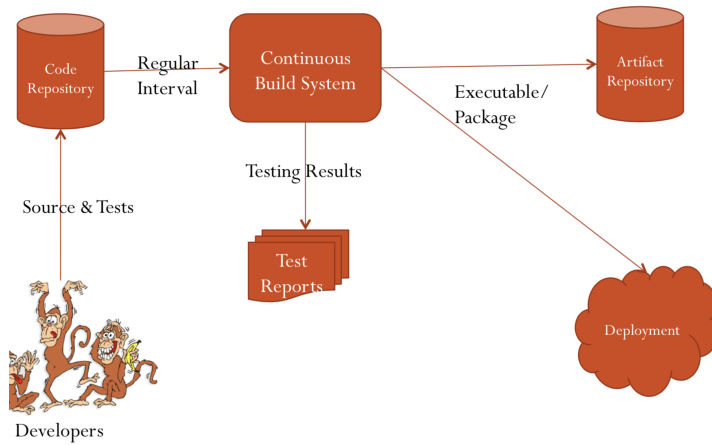 Code
Repository
Regular
Interval
Continuous
Build System
Artifact
Repository
Executable/
Package
Testing Results
Source & Tests
Test
Reports
Deployment
Developers